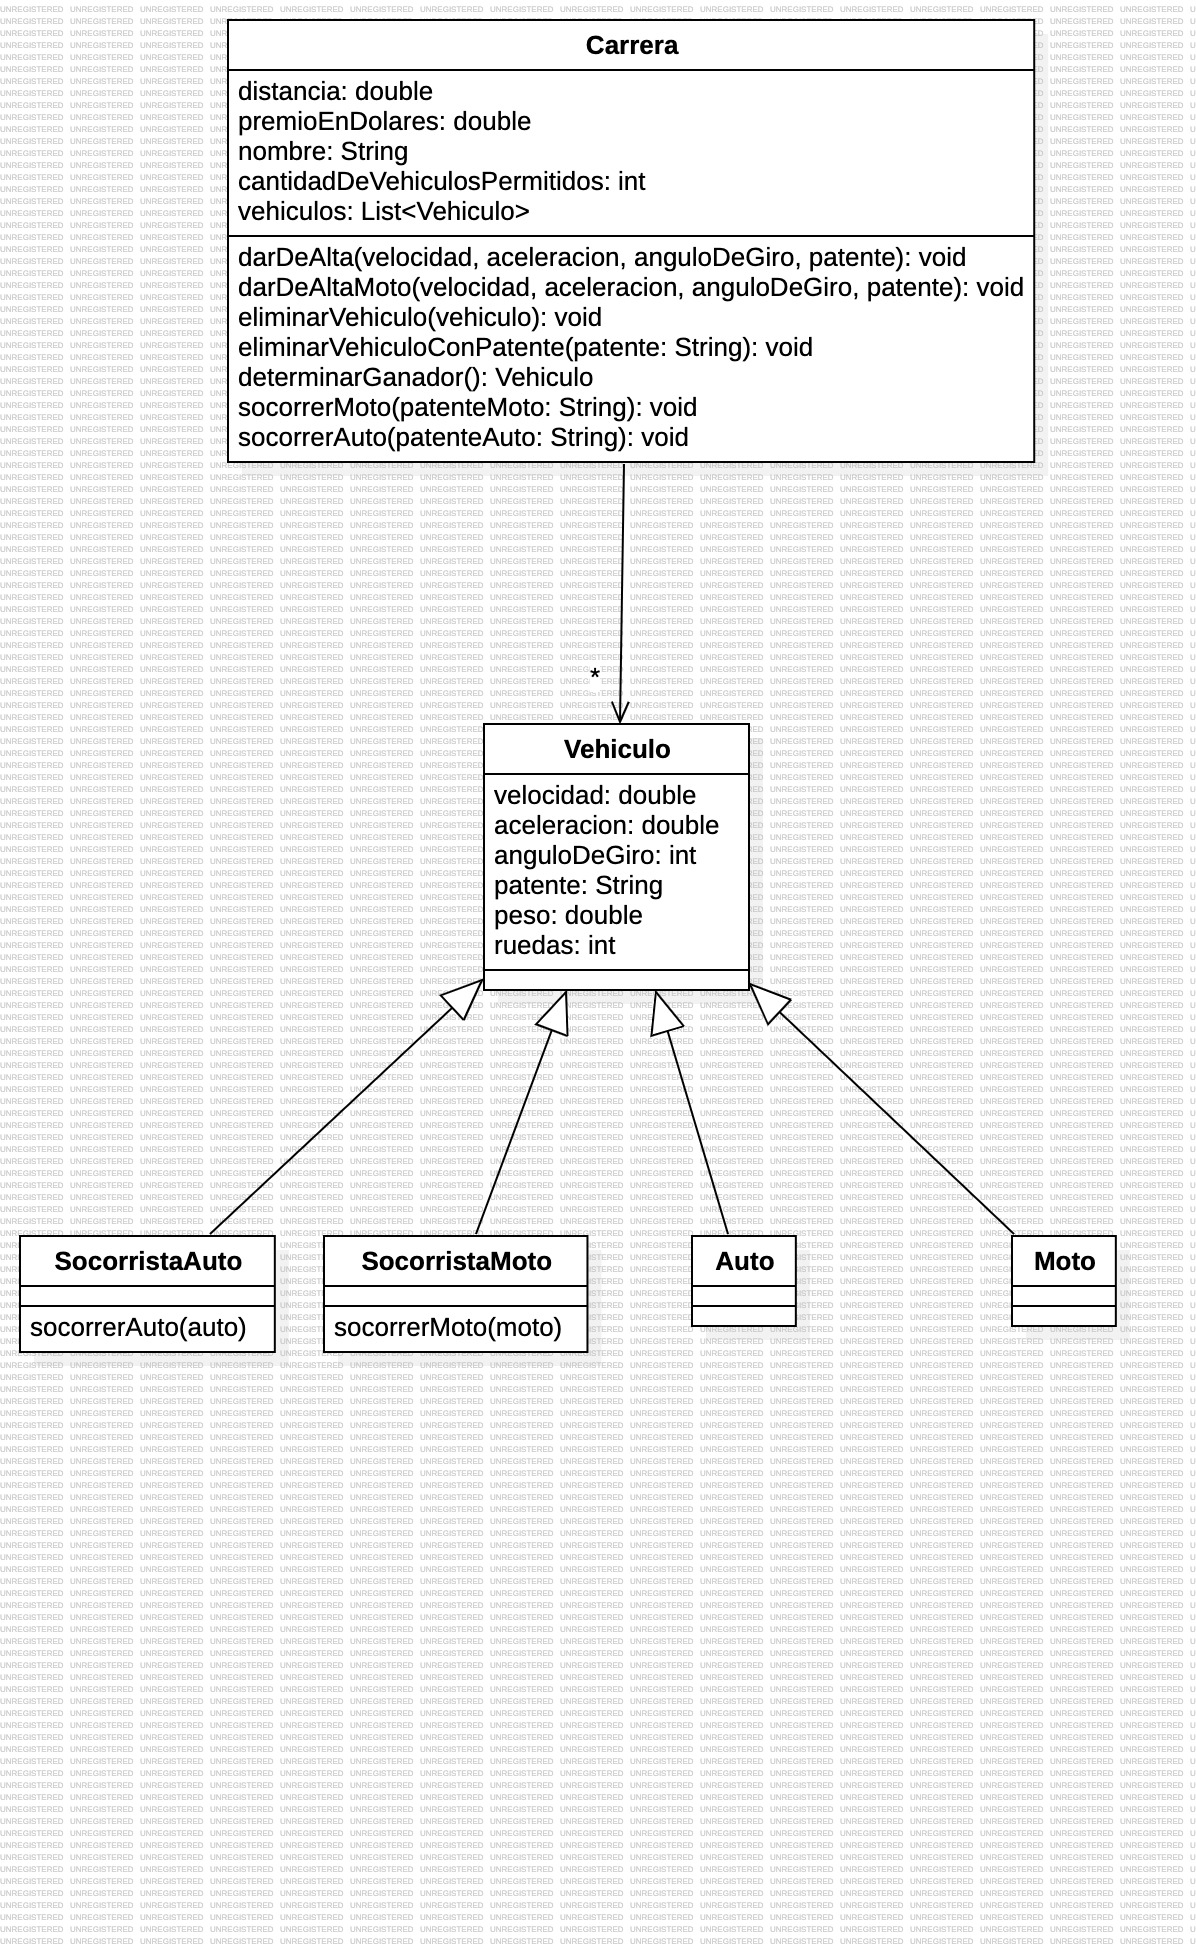 Carrera
distancia: double
premioEnDolares: double
nombre: String
cantidadDeVehiculosPermitidos: int
vehiculos: List<Vehiculo>
darDeAlta(velocidad, aceleracion, anguloDeGiro, patente): void
darDeAltaMoto(velocidad, aceleracion, anguloDeGiro, patente): void
eliminarVehiculo(vehiculo): void
eliminarVehiculoConPatente(patente: String): void
determinarGanador(): Vehiculo
socorrerMoto(patenteMoto: String): void
socorrerAuto(patenteAuto: String): void
*
Vehiculo
velocidad: double
aceleracion: double
anguloDeGiro: int
patente: String
peso: double
ruedas: int
SocorristaAuto
socorrerAuto(auto)
SocorristaMoto
socorrerMoto(moto)
Auto
Moto
UNREGISTERED